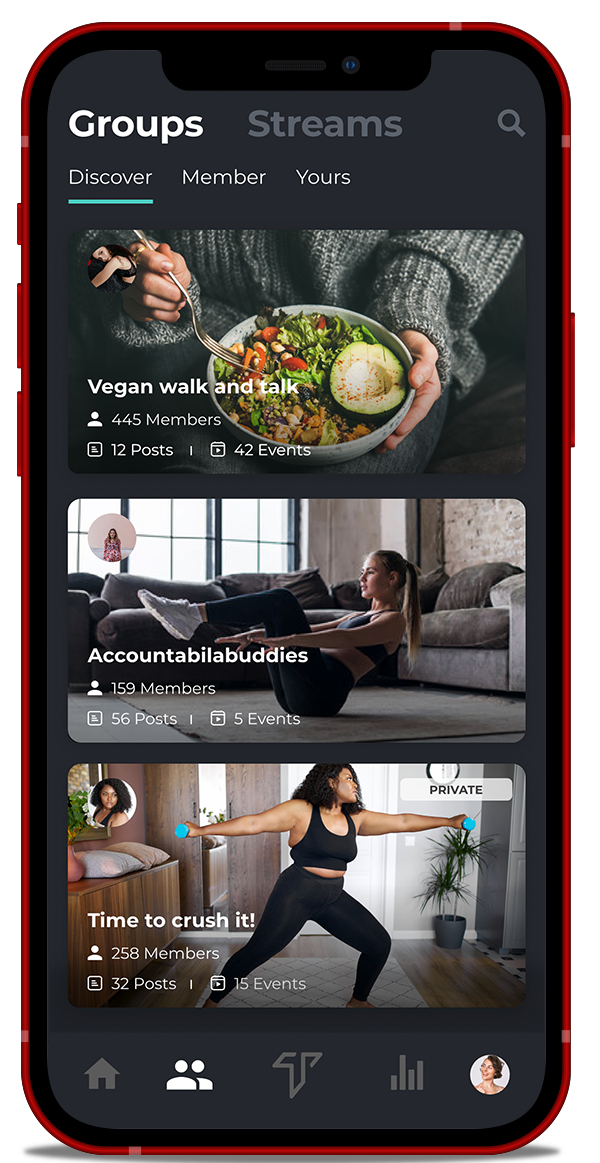 Groups Streams
Discover Member Yours
Vegan walk and talk
445 Members
12 Posts 42 Events
Accountabilabuddies
159 Members
56 Posts 5 Events
PRIVATE
Time to crush it!
258 Members
32 Posts 15 Events